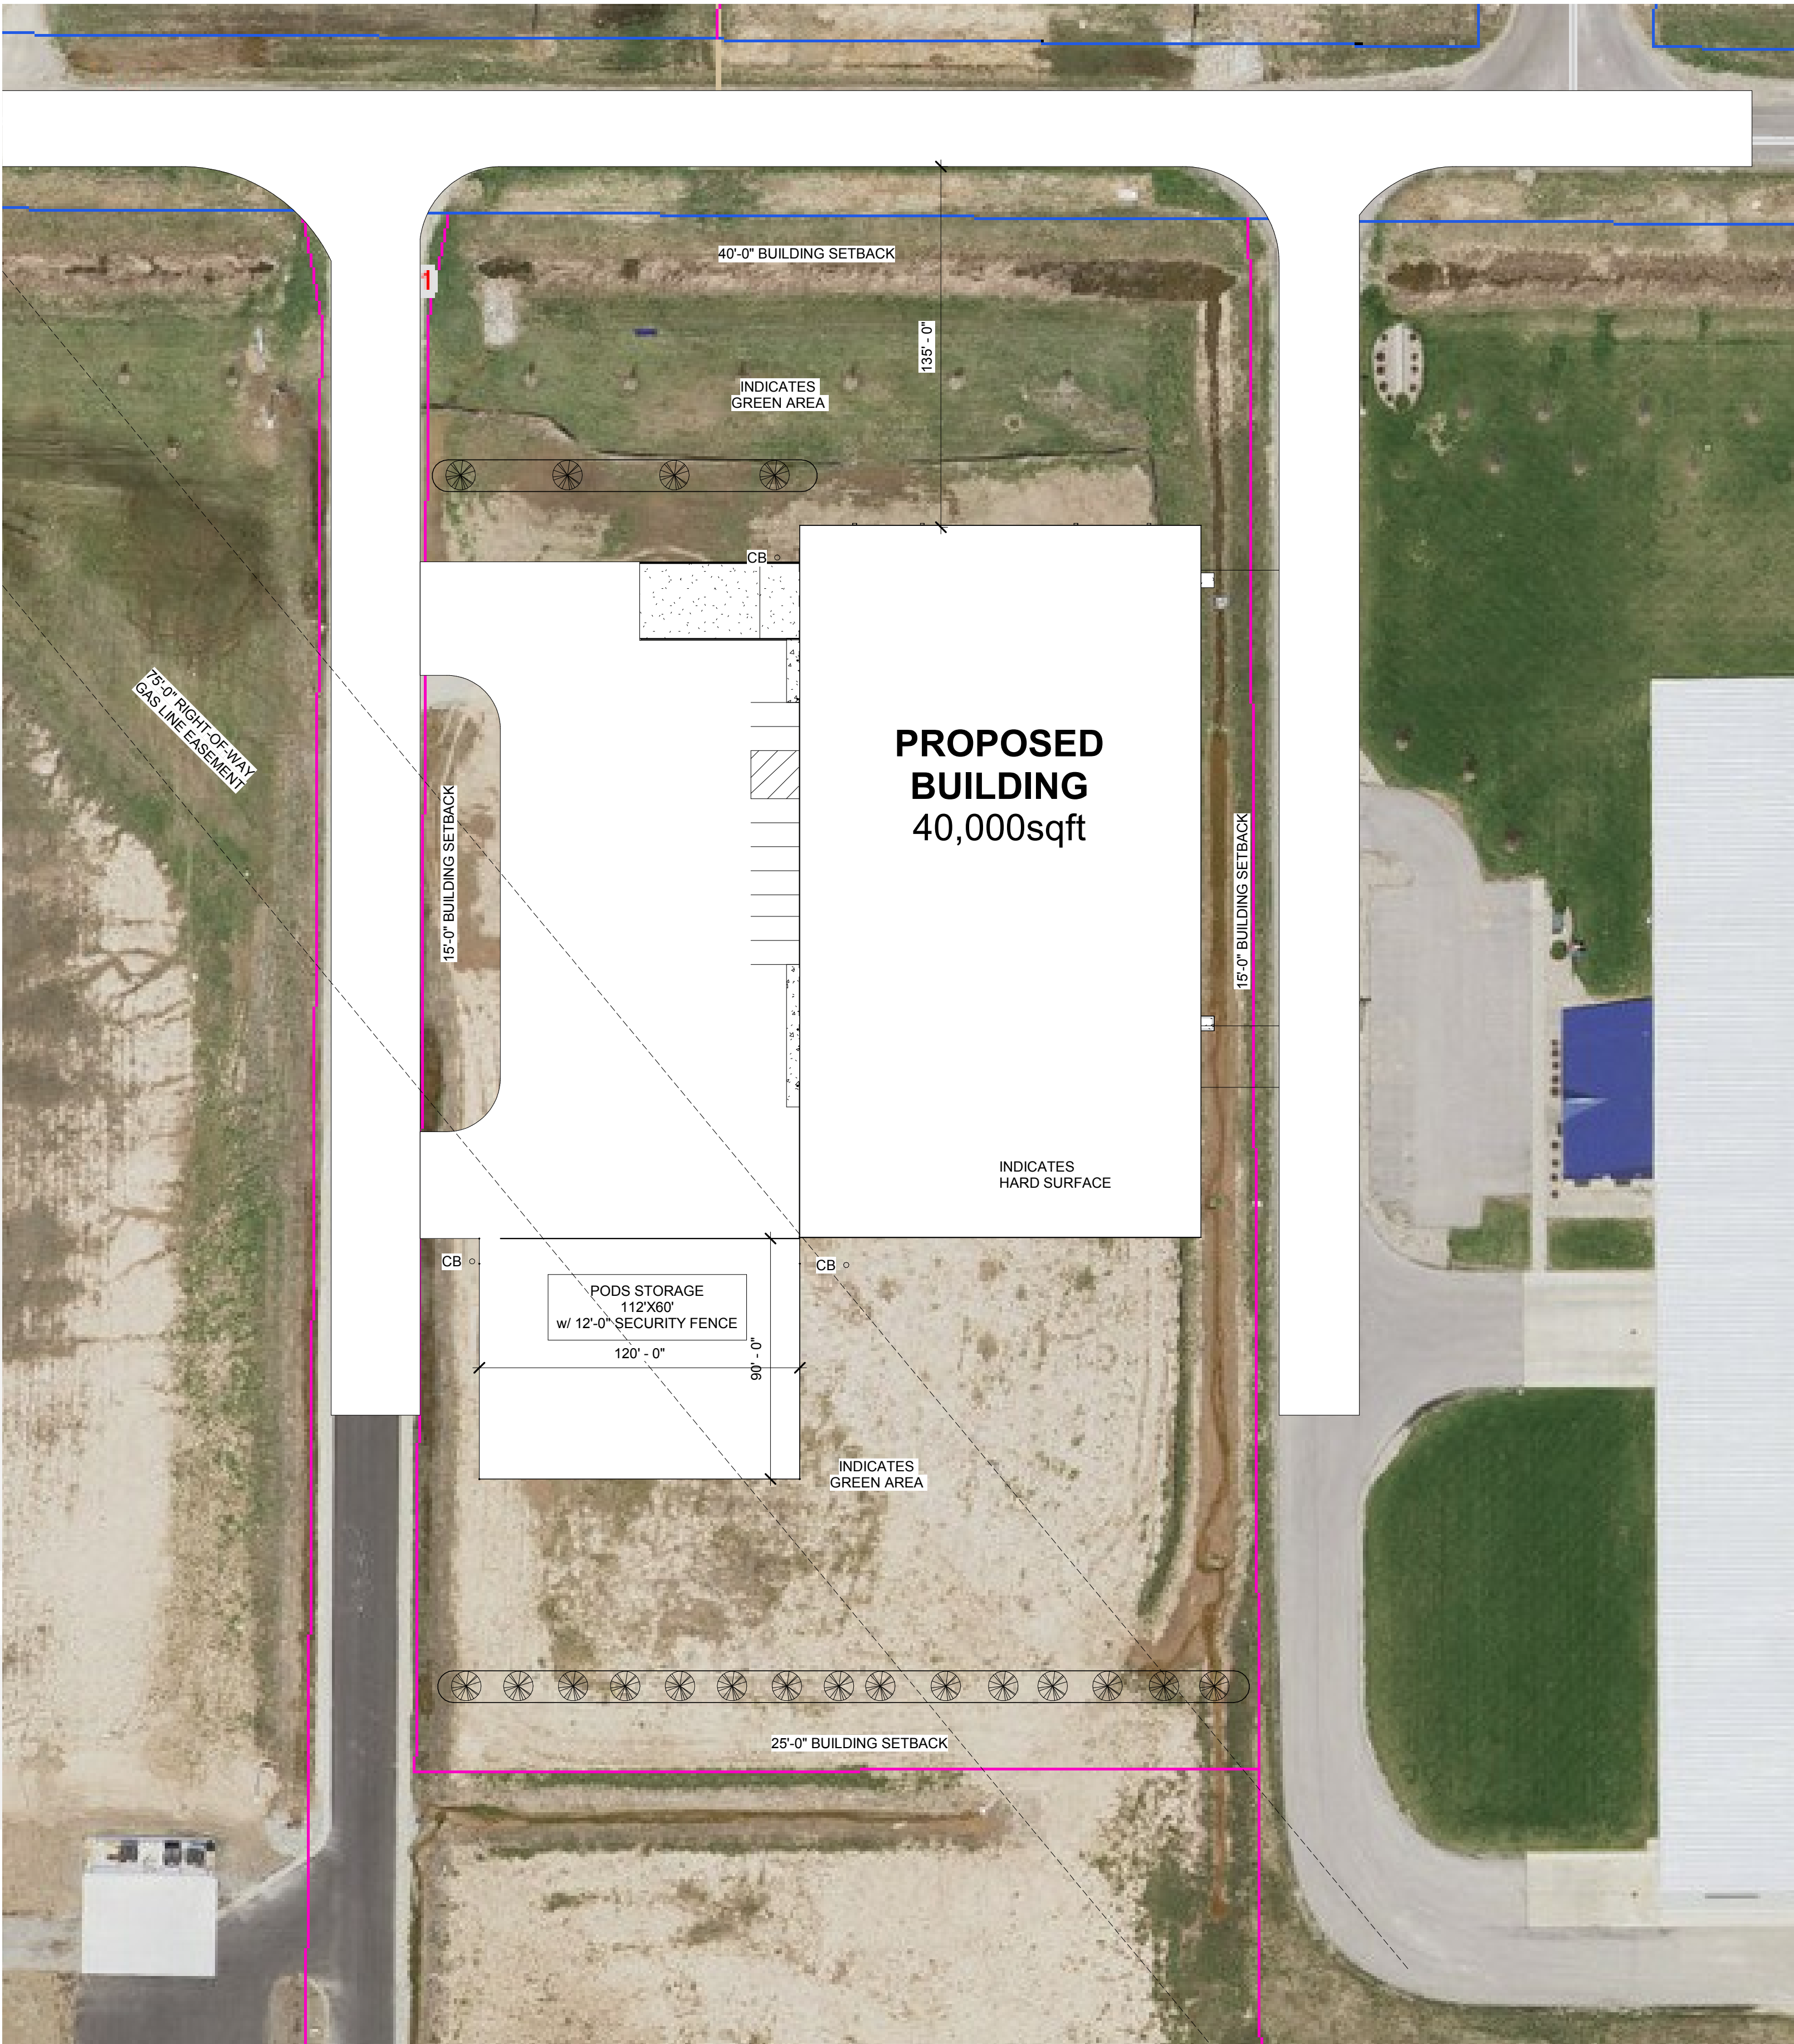 40'-0" BUILDING SETBACK
1
135' - 0"
INDICATES
GREEN AREA
CB
75'-0" RIGHT-OF-WAY
GAS LINE EASEMENT
PROPOSED
BUILDING
40,000sqft
15'-0" BUILDING SETBACK
15'-0" BUILDING SETBACK
INDICATES
HARD SURFACE
CB
CB
PODS STORAGE
112'X60'
w/ 12'-0" SECURITY FENCE
120' - 0"
90' - 0"
INDICATES
GREEN AREA
25'-0" BUILDING SETBACK